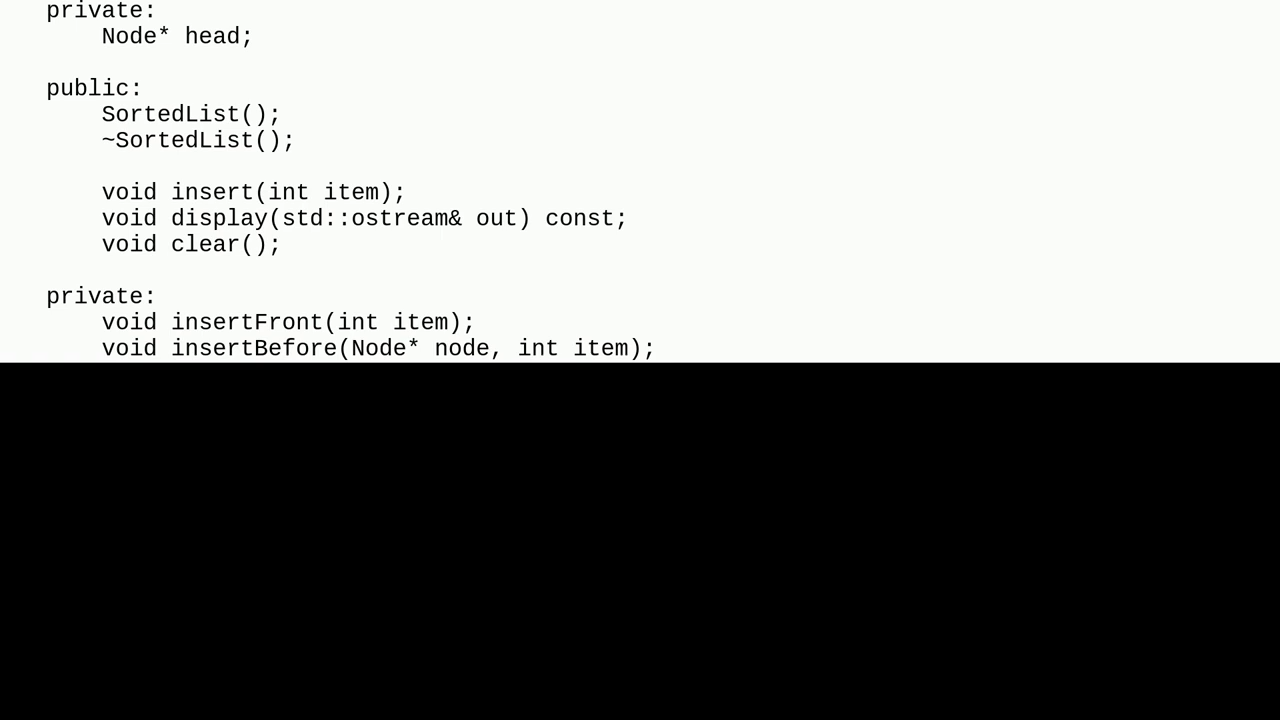 private:
    Node* head;

public:
    SortedList();
    ~SortedList();

    void insert(int item);
    void display(std::ostream& out) const;
    void clear();

private:
    void insertFront(int item);
    void insertBefore(Node* node, int item);